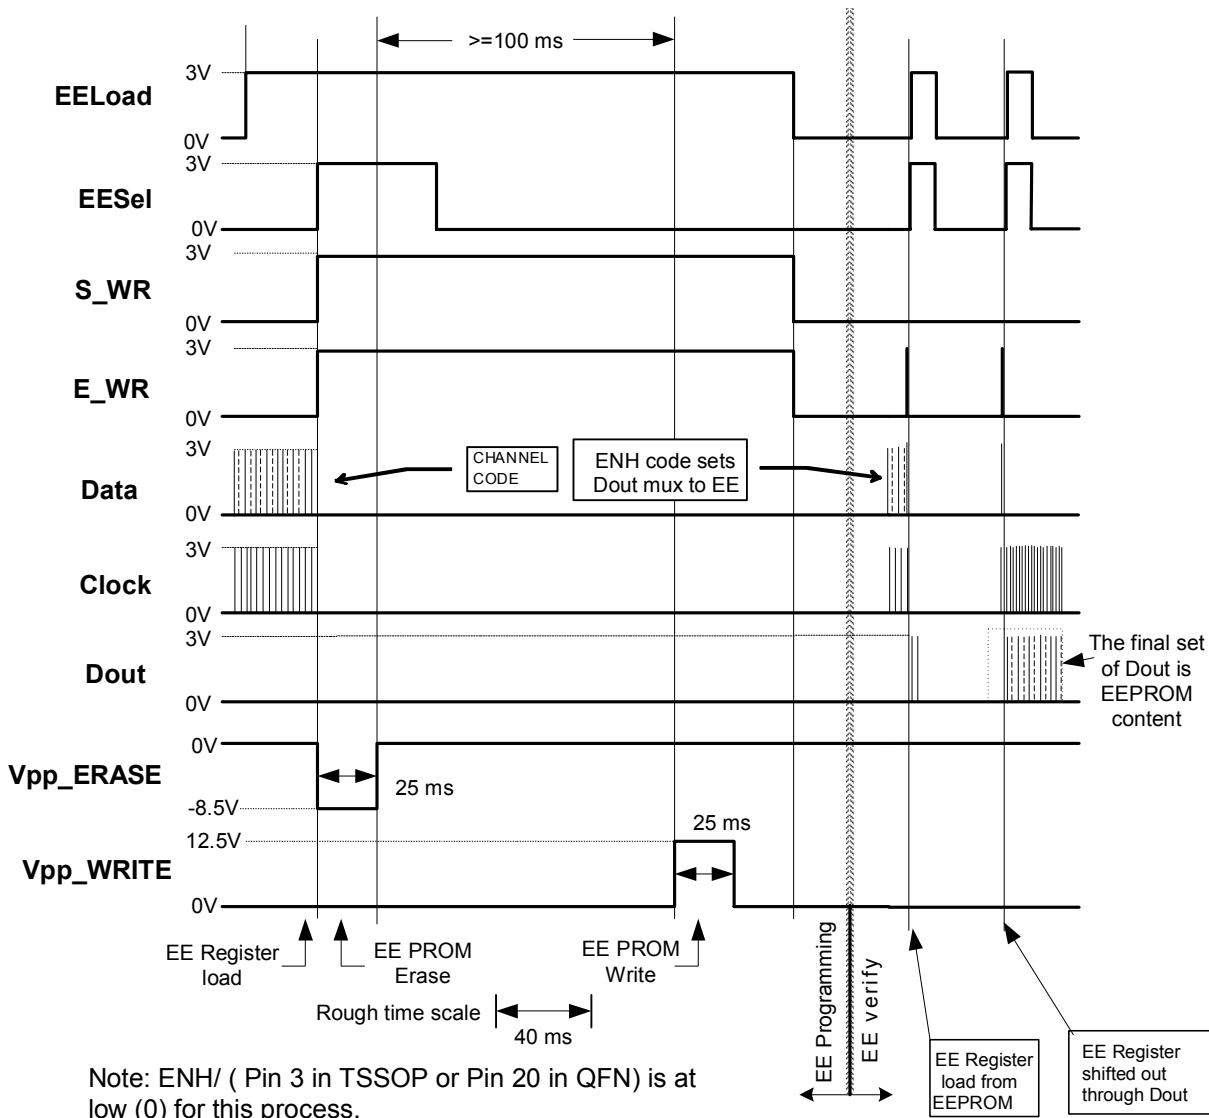 >=100 ms
3V
EELoad
0V
3V
EESel
0V
3V
S_WR
0V
3V
E_WR
0V
3V
CHANNEL
CODE
ENH code sets
Dout mux to EE
Data
0V
3V
Clock
0V
3V
The final set
of Dout is
EEPROM
content
Dout
0V
0V
Vpp_ERASE
25 ms
-8.5V
12.5V
25 ms
Vpp_WRITE
0V
EE Register
load
EE PROM
Erase
EE PROM
Write
EE Programming
EE verify
Rough time scale
40 ms
EE Register
load from
EEPROM
EE Register
shifted out
through Dout
Note: ENH/ ( Pin 3 in TSSOP or Pin 20 in QFN) is at
low (0) for this process.